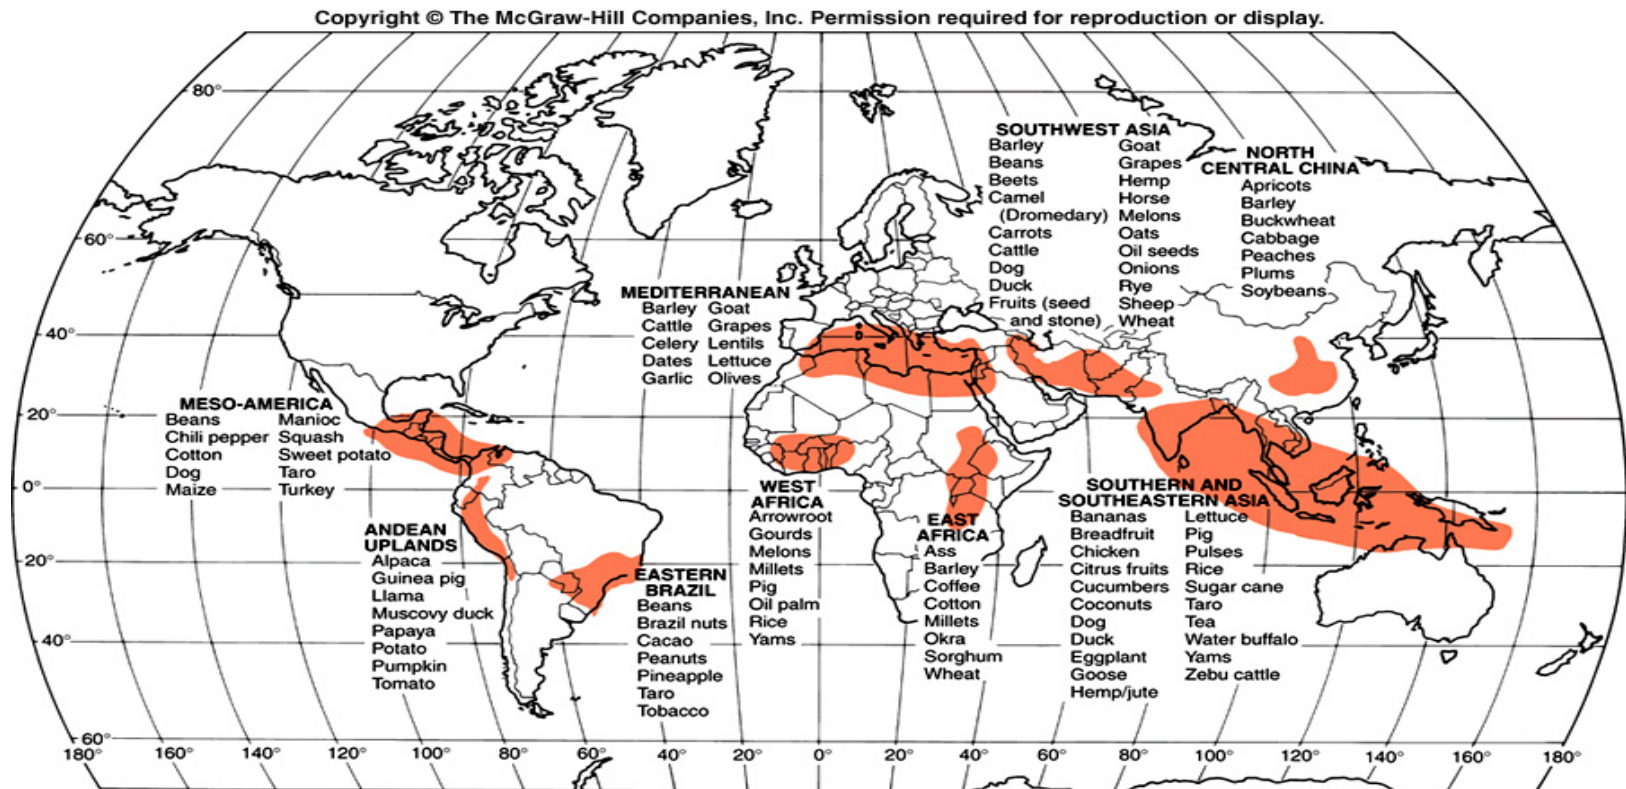 Copyright © The McGraw-Hill Companies, Inc. Permission required for reproduction or display.
80°
60°
40°
20°
0°
20°
40°
60°
SOUTHWEST ASIA
Barley
Beans
Beets
Camel
(Dromedary)
Carrots
Cattle
Dog
Duck
Fruits (seed
and stone)
Goat
Grapes
Hemp
Horse
Melons
Oats
Oil seeds
Onions
Rye
Sheep
Wheat
NORTH
CENTRAL CHINA
Apricots
Barley
Buckwheat
Cabbage
Peaches
Plums
Soybeans
MEDITERRANEAN
Barley Goat
Cattle Grapes
Celery Lentils
Dates Lettuce
Garlic Olives
MESO-AMERICA
Beans
Chili pepper
Cotton
Dog
Maize
Manioc
Squash
Sweet potato
Taro
Turkey
ANDEAN
UPLANDS
Alpaca
Guinea pig
Llama
Muscovy duck
Papaya
Potato
Pumpkin
Tomato
EASTERN
BRAZIL
Beans
Brazil nuts
Cacao
Peanuts
Pineapple
Taro
Tobacco
WEST
AFRICA
Arrowroot
Gourds
Melons
Millets
Pig
Oil palm
Rice
Yams
EAST
AFRICA
Ass
Barley
Coffee
Cotton
Millets
Okra
Sorghum
Wheat
SOUTHERN AND
SOUTHEASTERN ASIA
Bananas
Breadfruit
Chicken
Citrus fruits
Cucumbers
Coconuts
Dog
Duck
Eggplant
Goose
Hemp/jute
Lettuce
Pig
Pulses
Rice
Sugar cane
Taro
Tea
Water buffalo
Yams
Zebu cattle
180° 160° 120° 100° 80° 60° 40° 20° 0° 20° 40° 60° 80° 100° 120° 140° 160° 180°